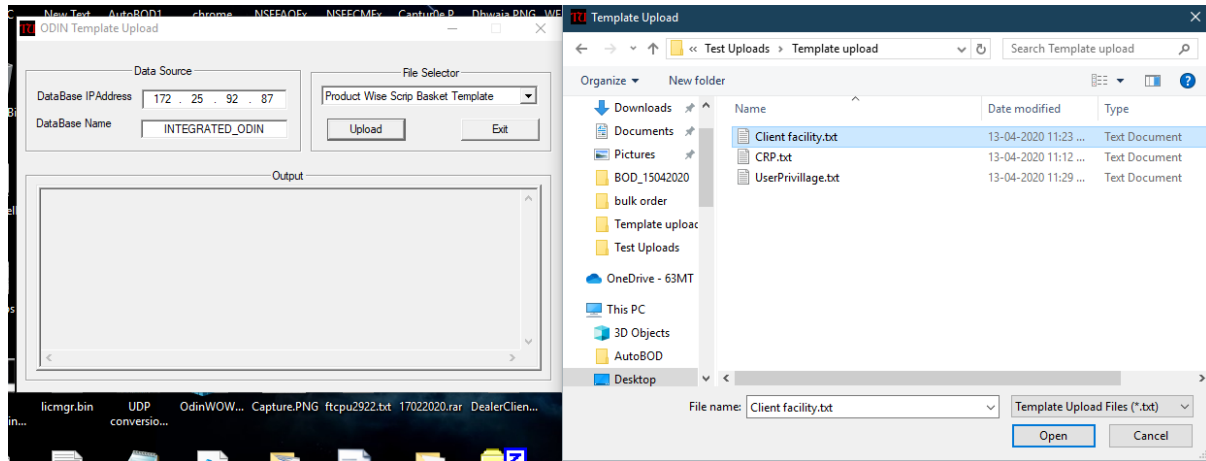 New Text AutoBOD1 chrome NSEFAOEx NSEFCMEx Captur0e.P Dhwaja.PNG
ODIN Template Upload
Data Source
DataBase IPAddress 172 . 25 . 92 . 87
DataBase Name INTEGRATED_ODIN
File Selector
Product Wise Scrip Basket Template
Upload Exit
Output
licmgr.bin UDP OdinWOW... Capture.PNG ftcpu2922.txt 17022020.rar DealerClien...
in... conversio...
Template Upload
« Test Uploads > Template upload Search Template upload
Organize New folder
Downloads
Documents
Pictures
BOD_15042020
bulk order
Template upload
Test Uploads
OneDrive - 63MT
This PC
3D Objects
AutoBOD
Desktop
Name Date modified Type
Client facility.txt 13-04-2020 11:23 ... Text Document
CRP.txt 13-04-2020 11:12 ... Text Document
UserPrivillage.txt 13-04-2020 11:29 ... Text Document
File name: Client facility.txt Template Upload Files (*.txt)
Open Cancel